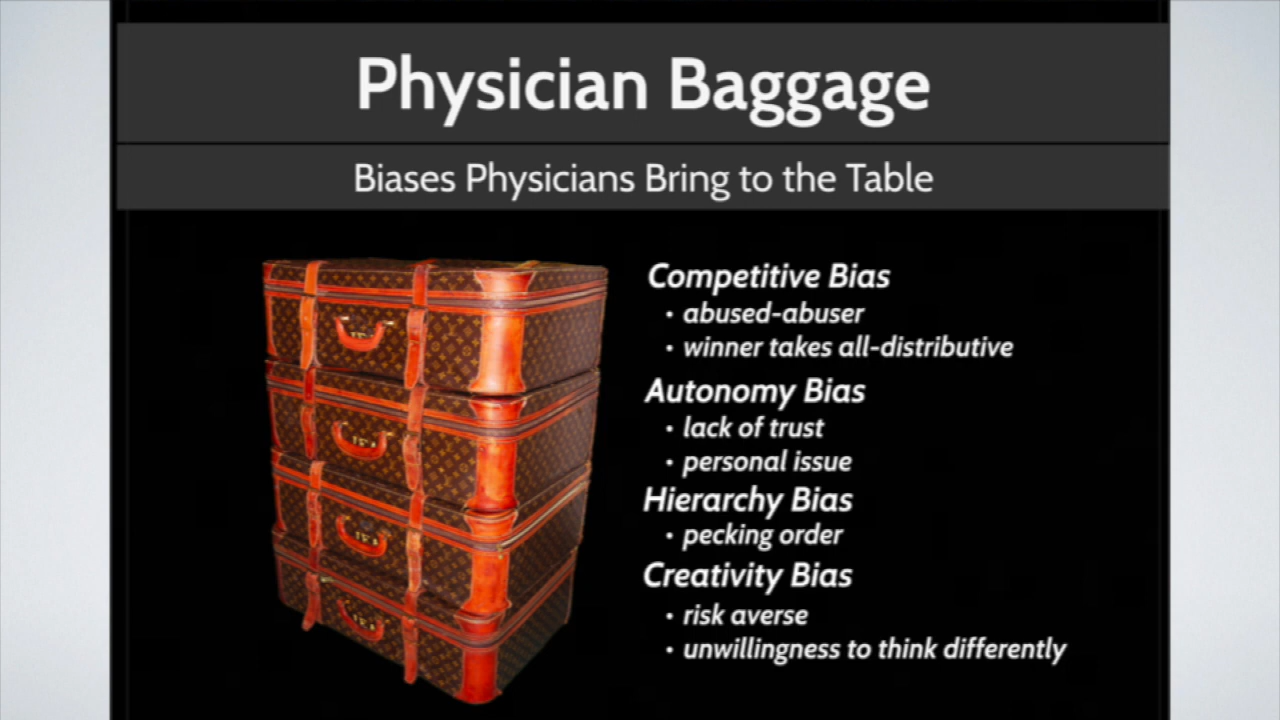 Physician Baggage
Biases Physicians Bring to the Table
Competitive Bias
• abused-abuser
• winner takes all-distributive
Autonomy Bias
• lack of trust
• personal issue
Hierarchy Bias
• pecking order
Creativity Bias
• risk averse
• unwillingness to think differently